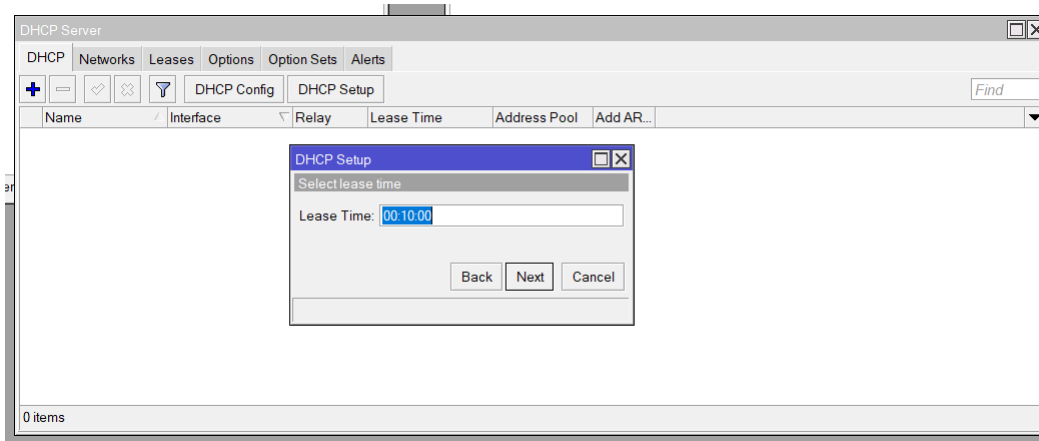 DHCP Server
DHCP Networks Leases Options Option Sets Alerts
DHCP Config DHCP Setup Find
Name Interface Relay Lease Time Address Pool Add AR...
DHCP Setup
Select lease time
Lease Time: 00:10:00
Back Next Cancel
0 items